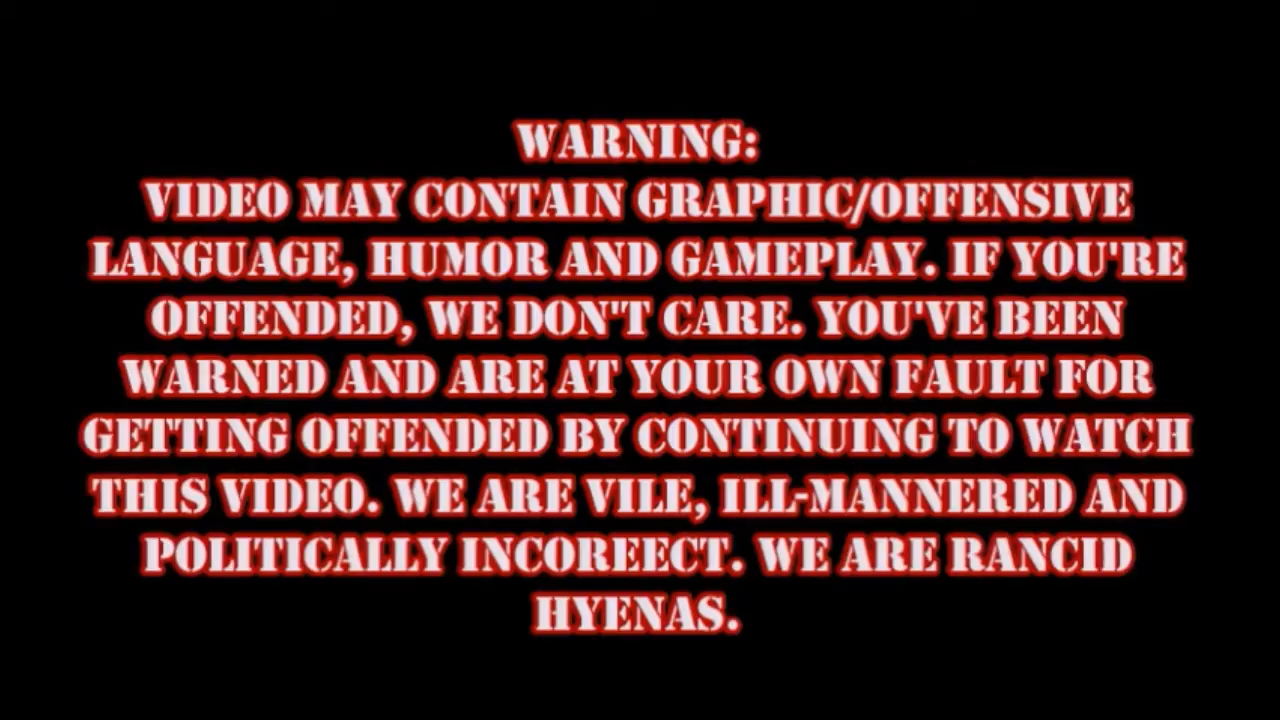 WARNING:
VIDEO MAY CONTAIN GRAPHIC/OFFENSIVE
LANGUAGE, HUMOR AND GAMEPLAY. IF YOU'RE
OFFENDED, WE DON'T CARE. YOU'VE BEEN
WARNED AND ARE AT YOUR OWN FAULT FOR
GETTING OFFENDED BY CONTINUING TO WATCH
THIS VIDEO. WE ARE VILE, ILL-MANNERED AND
POLITICALLY INCOREECT. WE ARE RANCID
HYENAS.